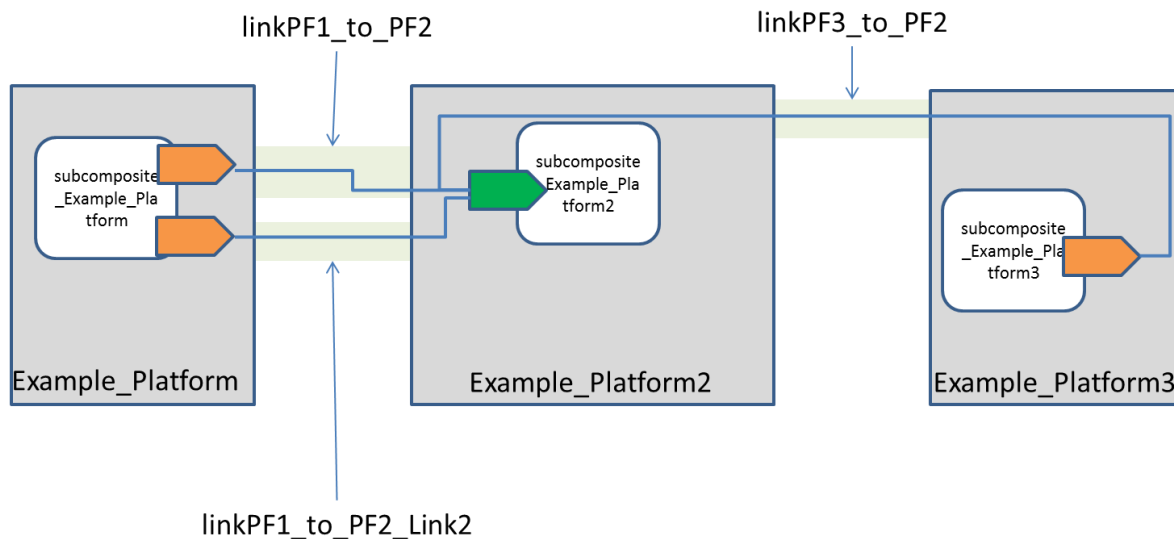 linkPF1_to_PF2
linkPF3_to_PF2
subcomposite
_Example_Pla
tform
subcomposite
Example_Pla
tform2
subcomposite
_Example_Pla
tform3
Example_Platform
Example_Platform2
Example_Platform3
linkPF1_to_PF2_Link2